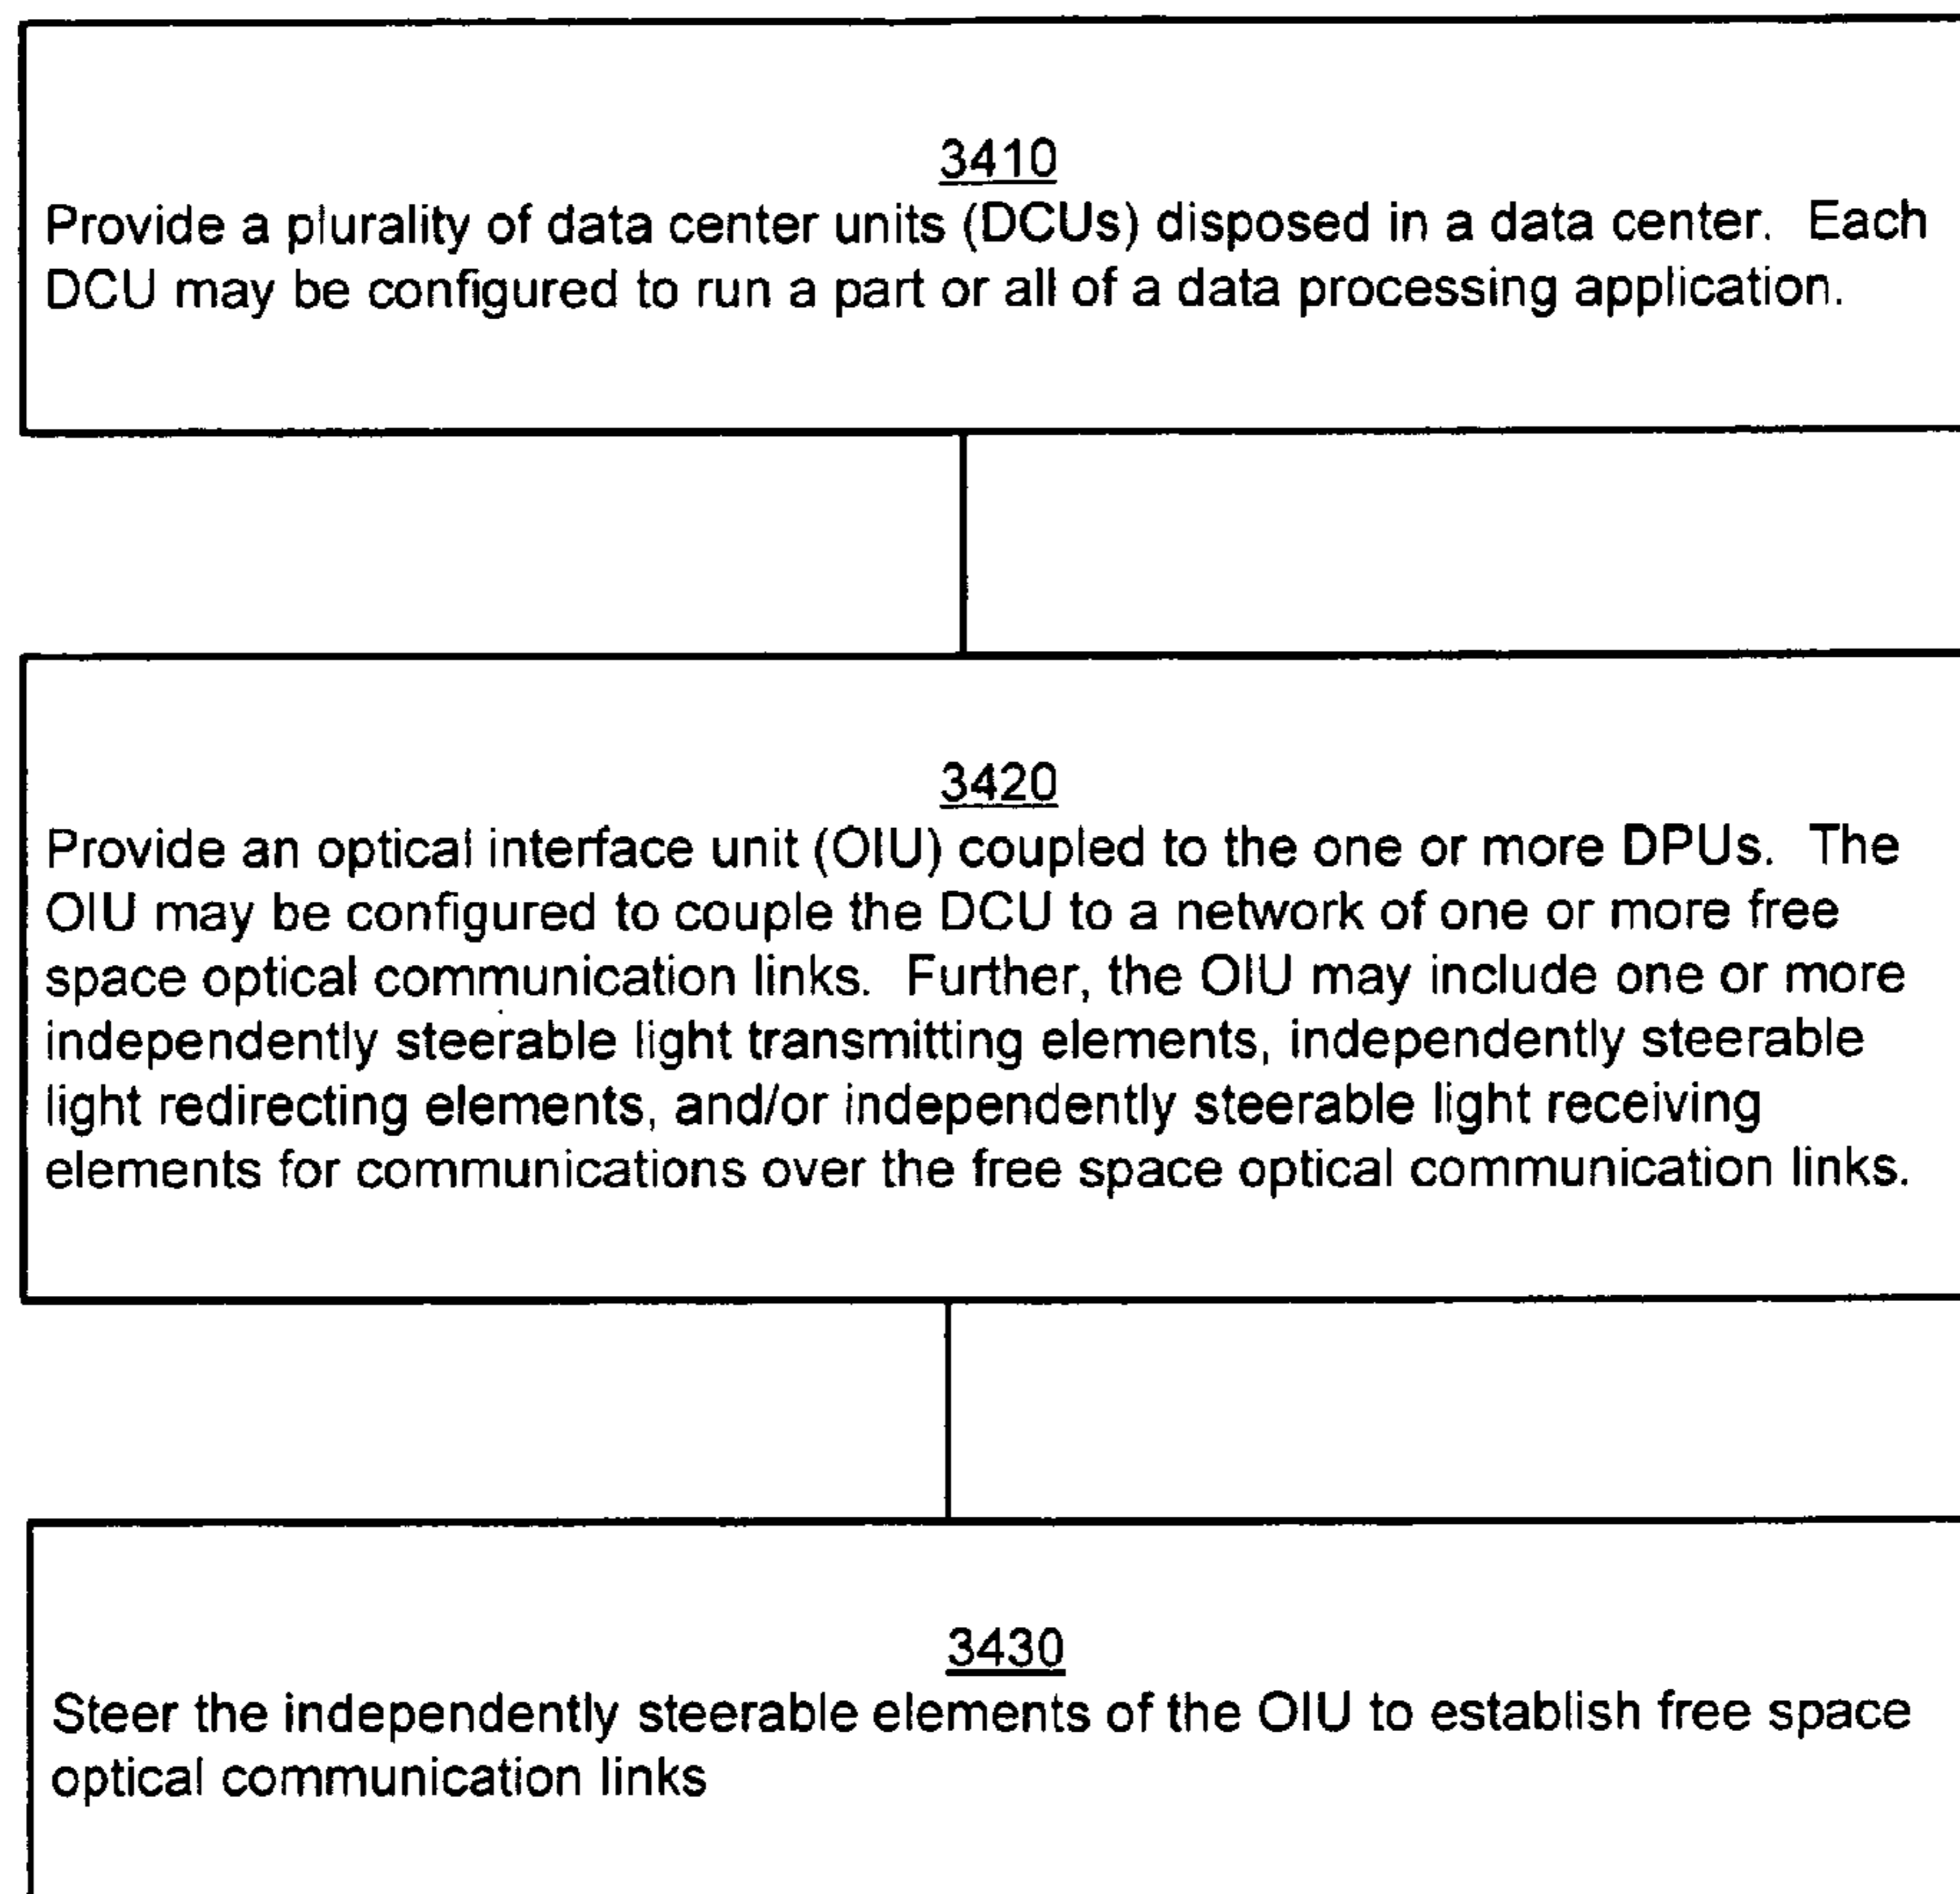 3410
Provide a plurality of data center units (DCUs) disposed in a data center. Each
DCU may be configured to run a part or all of a data processing application.
3420
Provide an optical interface unit (OIU) coupled to the one or more DPUs. The
OIU may be configured to couple the DCU to a network of one or more free
space optical communication links. Further, the OIU may include one or more
independently steerable light transmitting elements, independently steerable
light redirecting elements, and/or independently steerable light receiving
elements for communications over the free space optical communication links.
3430
Steer the independently steerable elements of the OIU to establish free space
optical communication links